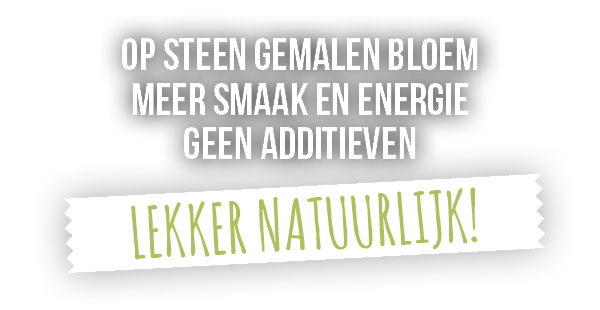 OP STEEN GEMALEN BLOEM
MEER SMAAK EN ENERGIE
GEEN ADDITIEVEN
LEKKER NATUURLIJK!